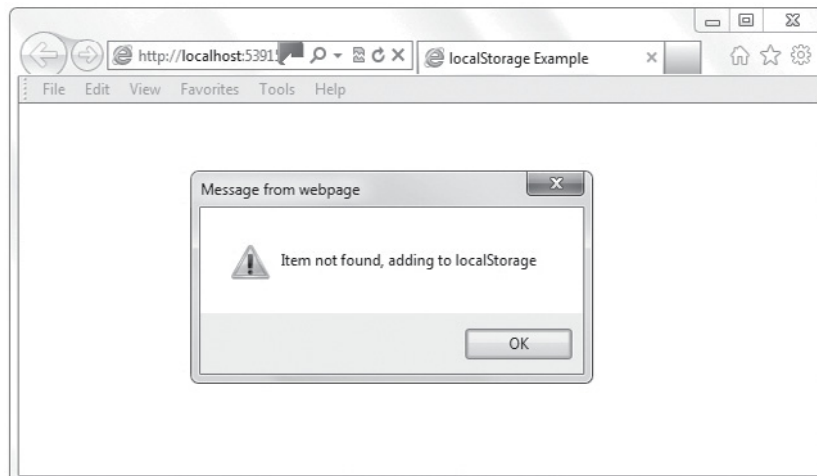 http://localhost:5391
localStorage Example
File Edit View Favorites Tools Help
Message from webpage
Item not found, adding to localStorage
OK